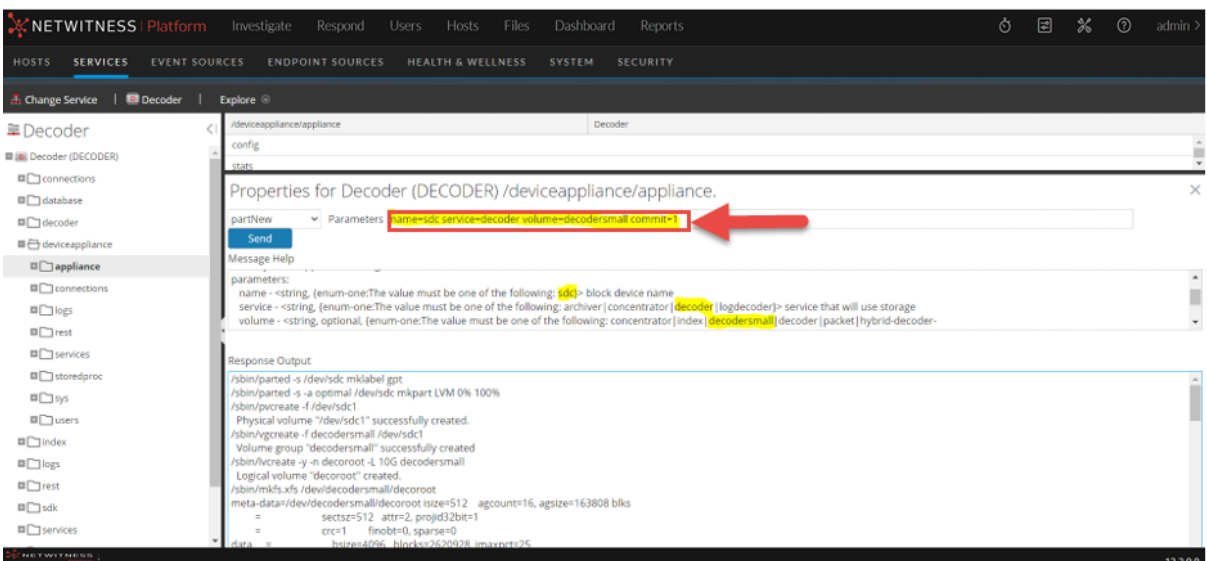 NETWITNESS | Platform Investigate Respond Users Hosts Files Dashboard Reports admin >
HOSTS SERVICES EVENT SOURCES ENDPOINT SOURCES HEALTH & WELLNESS SYSTEM SECURITY
Change Service | Decoder | Explore
Decoder
Decoder (DECODER)
connections
database
decoder
deviceappliance
appliance
connections
logs
rest
services
storedproc
sys
users
index
logs
rest
sdk
services
/deviceappliance/appliance Decoder
config
stats
Properties for Decoder (DECODER) /deviceappliance/appliance.
partNew Parameters name=sdc service=decoder volume=decodersmall commit=1
Send
Message Help
parameters:
name - <string, {enum-one:The value must be one of the following: sdc}> block device name
service - <string, {enum-one:The value must be one of the following: archiver|concentrator|decoder|logdecoder}> service that will use storage
volume - <string, optional, {enum-one:The value must be one of the following: concentrator|index|decodersmall|decoder|packet|hybrid-decoder-
Response Output
/sbin/parted -s /dev/sdc mklabel gpt
/sbin/parted -s -a optimal /dev/sdc mkpart LVM 0% 100%
/sbin/pvcreate -f /dev/sdc1
Physical volume "/dev/sdc1" successfully created.
/sbin/vgcreate -f decodersmall /dev/sdc1
Volume group "decodersmall" successfully created
/sbin/lvcreate -y -n decoroot -L 10G decodersmall
Logical volume "decoroot" created.
/sbin/mkfs.xfs /dev/decodersmall/decoroot
meta-data=/dev/decodersmall/decoroot isize=512 agcount=16, agsize=163808 blks
= sectsz=512 attr=2, projid32bit=1
= crc=1 finobt=0, sparse=0
data = bsize=4096 blocks=2620928, imaxpct=25
NETWITNESS